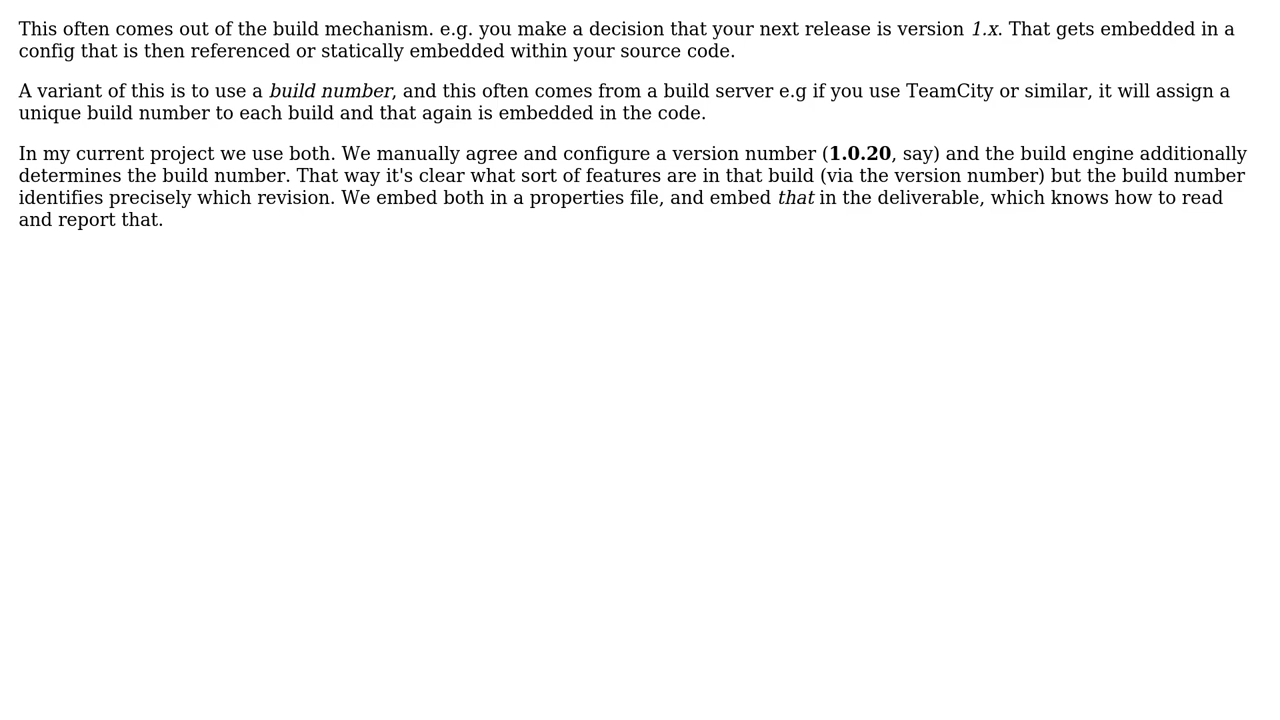 This often comes out of the build mechanism. e.g. you make a decision that your next release is version 1.x. That gets embedded in a
config that is then referenced or statically embedded within your source code.
A variant of this is to use a build number, and this often comes from a build server e.g if you use TeamCity or similar, it will assign a
unique build number to each build and that again is embedded in the code.
In my current project we use both. We manually agree and configure a version number (1.0.20, say) and the build engine additionally
determines the build number. That way it's clear what sort of features are in that build (via the version number) but the build number
identifies precisely which revision. We embed both in a properties file, and embed that in the deliverable, which knows how to read
and report that.